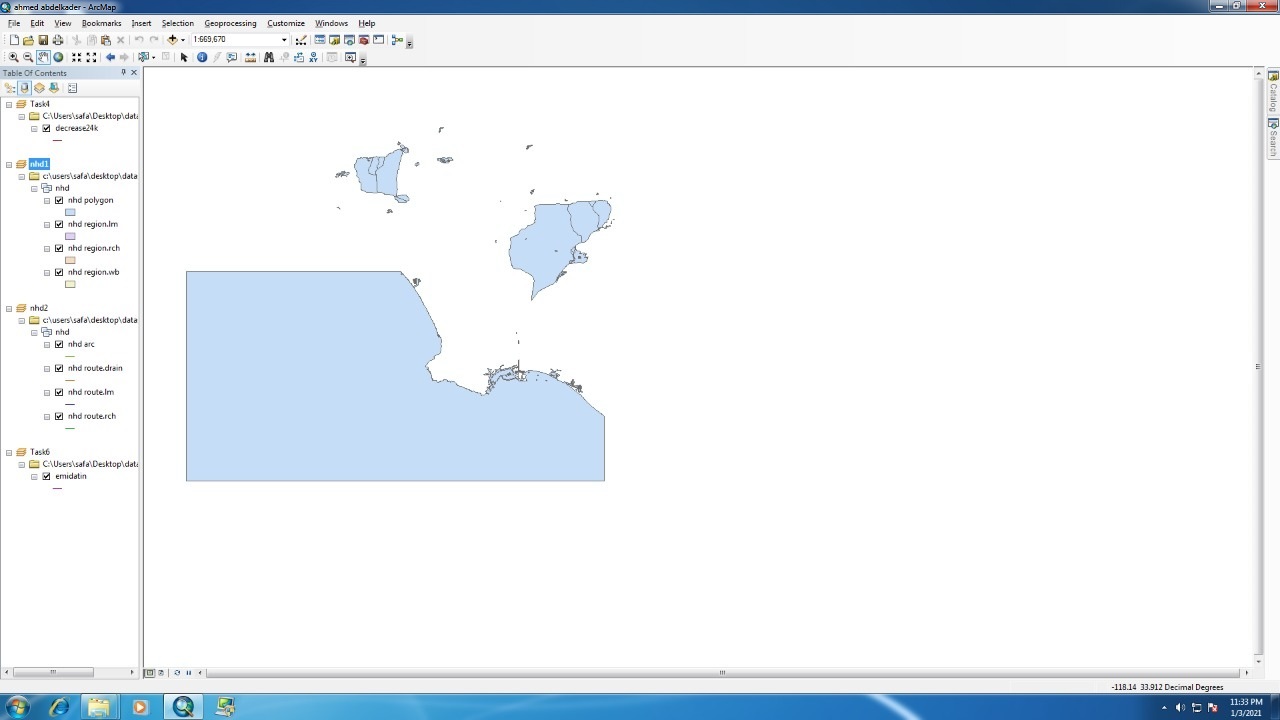 ahmed abdelkader - ArcMap
File Edit View Bookmarks Insert Selection Geoprocessing Customize Windows Help
1:669,670
Table Of Contents
Task4
C:\Users\safa\Desktop\data
decrease24k
nhd1
c:\users\safa\desktop\data
nhd
nhd polygon
nhd region.lm
nhd region.rch
nhd region.wb
nhd2
c:\users\safa\desktop\data
nhd
nhd arc
nhd route.drain
nhd route.lm
nhd route.rch
Task6
C:\Users\safa\Desktop\data
emidatin
Catalog
Search
-118.14 33.912 Decimal Degrees
11:33 PM
1/3/2021